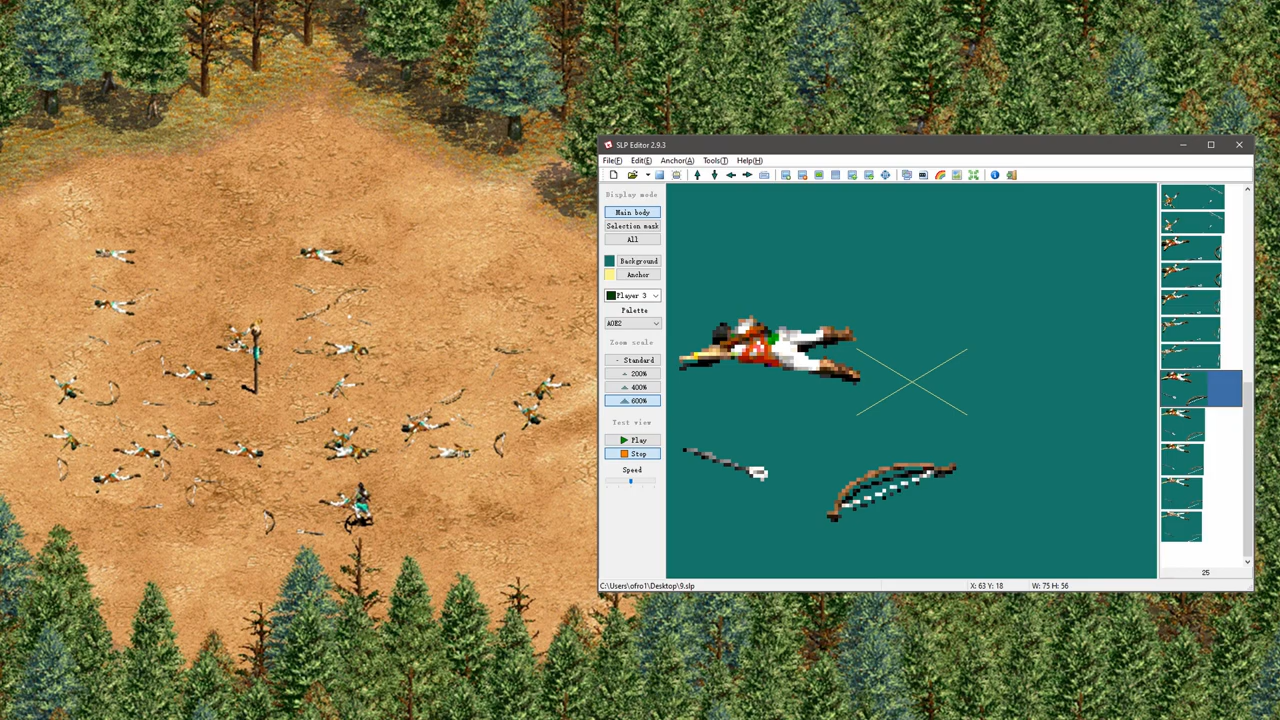 SLP Editor 2.9.3
File(F) Edit(E) Anchor(A) Tools(T) Help(H)
Display mode
Main body
Selection mask
All
Background
Anchor
Player 3
Palette
AOE2
Zoom scale
- Standard
200%
400%
600%
Test view
Play
Stop
Speed
25
C:\Users\ofro1\Desktop\9.slp X: 63 Y: 18 W: 75 H: 56